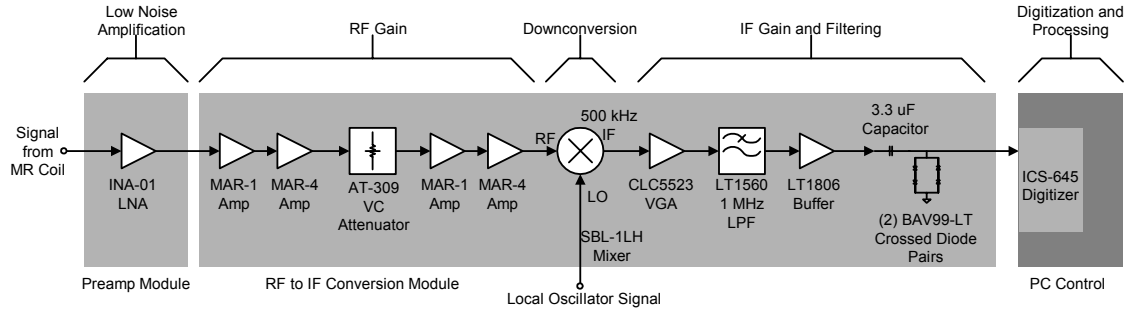 Low Noise
Amplification
RF Gain
Downconversion
IF Gain and Filtering
Digitization and
Processing
Signal
from
MR Coil
INA-01
LNA
MAR-1
Amp
MAR-4
Amp
AT-309
VC
Attenuator
MAR-1
Amp
MAR-4
Amp
RF
500 kHz
IF
LO
SBL-1LH
Mixer
CLC5523
VGA
LT1560
1 MHz
LPF
LT1806
Buffer
3.3 uF
Capacitor
(2) BAV99-LT
Crossed Diode
Pairs
ICS-645
Digitizer
Preamp Module
RF to IF Conversion Module
Local Oscillator Signal
PC Control